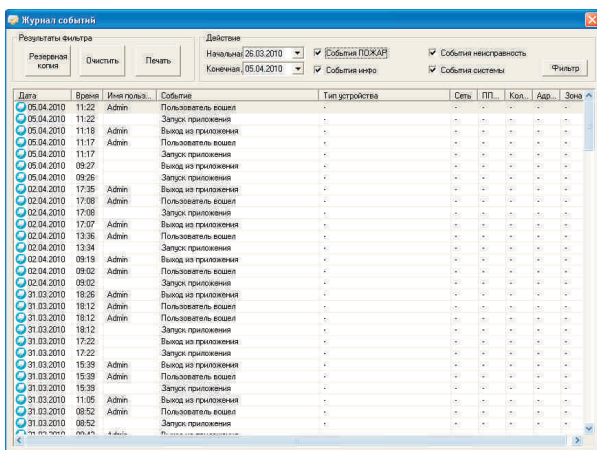 Журнал событий
Результаты фильтра
Действие
Резервная копия
Очистить
Печать
Начальная 26.03.2010
События ПОЖАР
События неисправность
Конечная, 05.04.2010
События инфо
События системы
Фильтр
Дата Время Имя польз... Событие Тип устройства Сеть ПП... Кол... Адр... Зона
05.04.2010 11:22 Admin Пользователь вошел - - - - - -
05.04.2010 11:22 Запуск приложения - - - - - -
05.04.2010 11:18 Admin Выход из приложения - - - - - -
05.04.2010 11:17 Admin Пользователь вошел - - - - - -
05.04.2010 11:17 Запуск приложения - - - - - -
05.04.2010 09:27 Выход из приложения - - - - - -
05.04.2010 09:26 Запуск приложения - - - - - -
02.04.2010 17:35 Admin Выход из приложения - - - - - -
02.04.2010 17:08 Admin Пользователь вошел - - - - - -
02.04.2010 17:08 Запуск приложения - - - - - -
02.04.2010 17:07 Admin Выход из приложения - - - - - -
02.04.2010 13:36 Admin Пользователь вошел - - - - - -
02.04.2010 13:34 Запуск приложения - - - - - -
02.04.2010 09:19 Admin Выход из приложения - - - - - -
02.04.2010 09:02 Admin Пользователь вошел - - - - - -
02.04.2010 09:02 Запуск приложения - - - - - -
31.03.2010 18:26 Admin Выход из приложения - - - - - -
31.03.2010 18:12 Admin Пользователь вошел - - - - - -
31.03.2010 18:12 Admin Пользователь вошел - - - - - -
31.03.2010 18:12 Запуск приложения - - - - - -
31.03.2010 17:22 Выход из приложения - - - - - -
31.03.2010 17:22 Запуск приложения - - - - - -
31.03.2010 15:39 Admin Выход из приложения - - - - - -
31.03.2010 15:39 Admin Пользователь вошел - - - - - -
31.03.2010 15:39 Запуск приложения - - - - - -
31.03.2010 11:05 Admin Выход из приложения - - - - - -
31.03.2010 08:52 Admin Пользователь вошел - - - - - -
31.03.2010 08:52 Запуск приложения - - - - - -